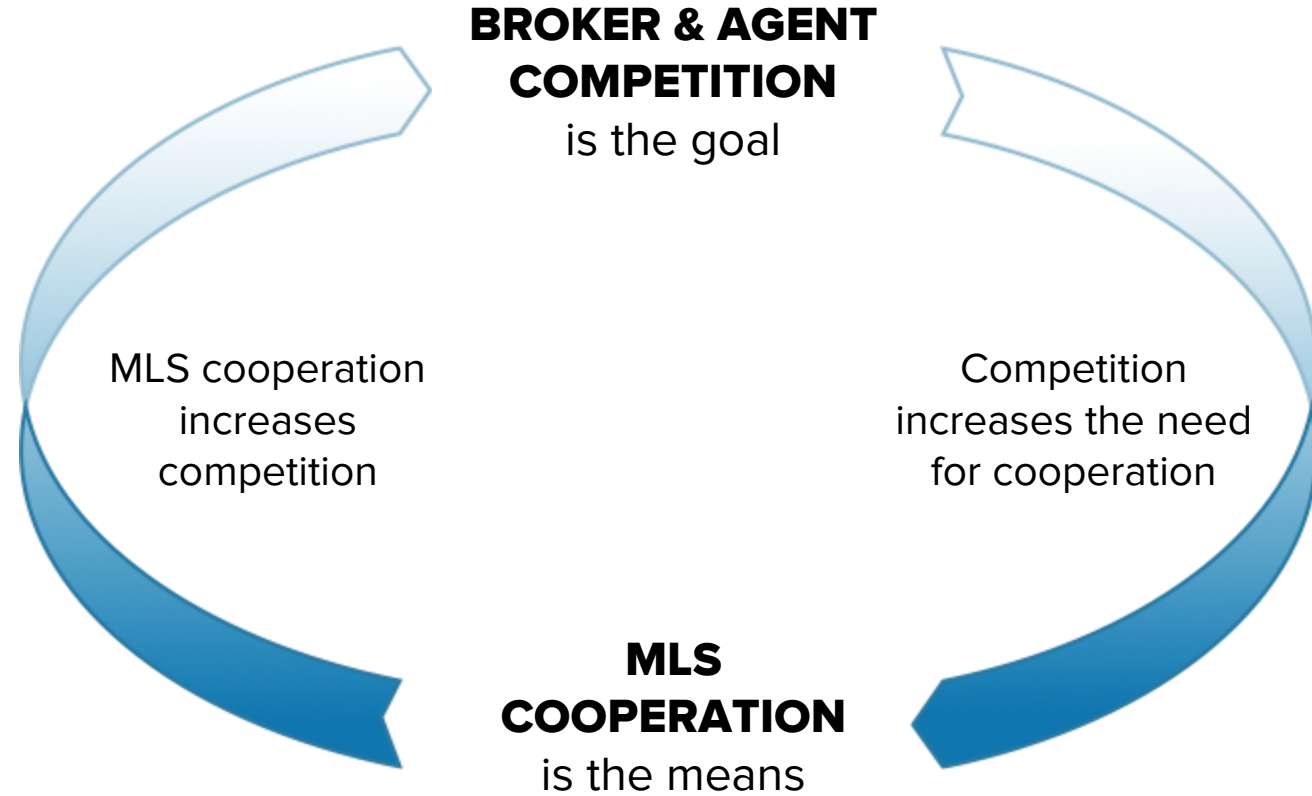 BROKER & AGENT
COMPETITION
is the goal
MLS cooperation
increases
competition
Competition
increases the need
for cooperation
MLS
COOPERATION
is the means